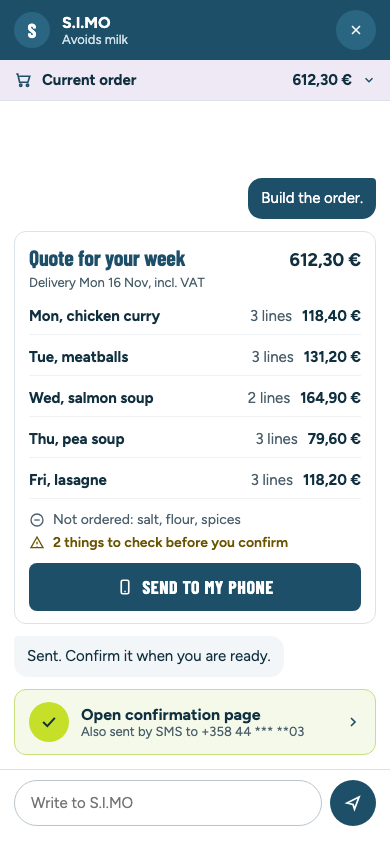 S
S.I.MO
Avoids milk
Current order 612,30 €
Build the order.
Quote for your week 612,30 €
Delivery Mon 16 Nov, incl. VAT
Mon, chicken curry 3 lines 118,40 €
Tue, meatballs 3 lines 131,20 €
Wed, salmon soup 2 lines 164,90 €
Thu, pea soup 3 lines 79,60 €
Fri, lasagne 3 lines 118,20 €
Not ordered: salt, flour, spices
2 things to check before you confirm
SEND TO MY PHONE
Sent. Confirm it when you are ready.
Open confirmation page
Also sent by SMS to +358 44 *** **03
Write to S.I.MO